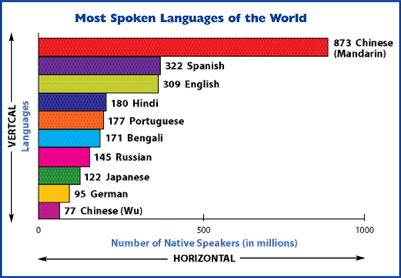 Most Spoken Languages of the World
873 Chinese
(Mandarin)
322 Spanish
309 English
180 Hindi
177 Portuguese
171 Bengali
145 Russian
122 Japanese
95 German
77 Chinese (Wu)
VERTCAL
Languages
0
500
1000
Number of Native Speakers (in millions)
HORIZONTAL